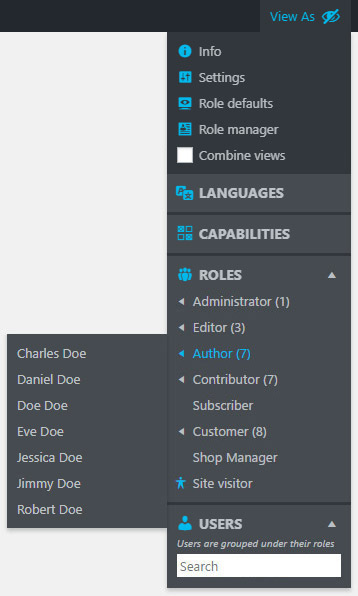 View As
Info
Settings
Role defaults
Role manager
Combine views
LANGUAGES
CAPABILITIES
ROLES
Administrator (1)
Editor (3)
Author (7)
Contributor (7)
Subscriber
Customer (8)
Shop Manager
Site visitor
Charles Doe
Daniel Doe
Doe Doe
Eve Doe
Jessica Doe
Jimmy Doe
Robert Doe
USERS
Users are grouped under their roles
Search